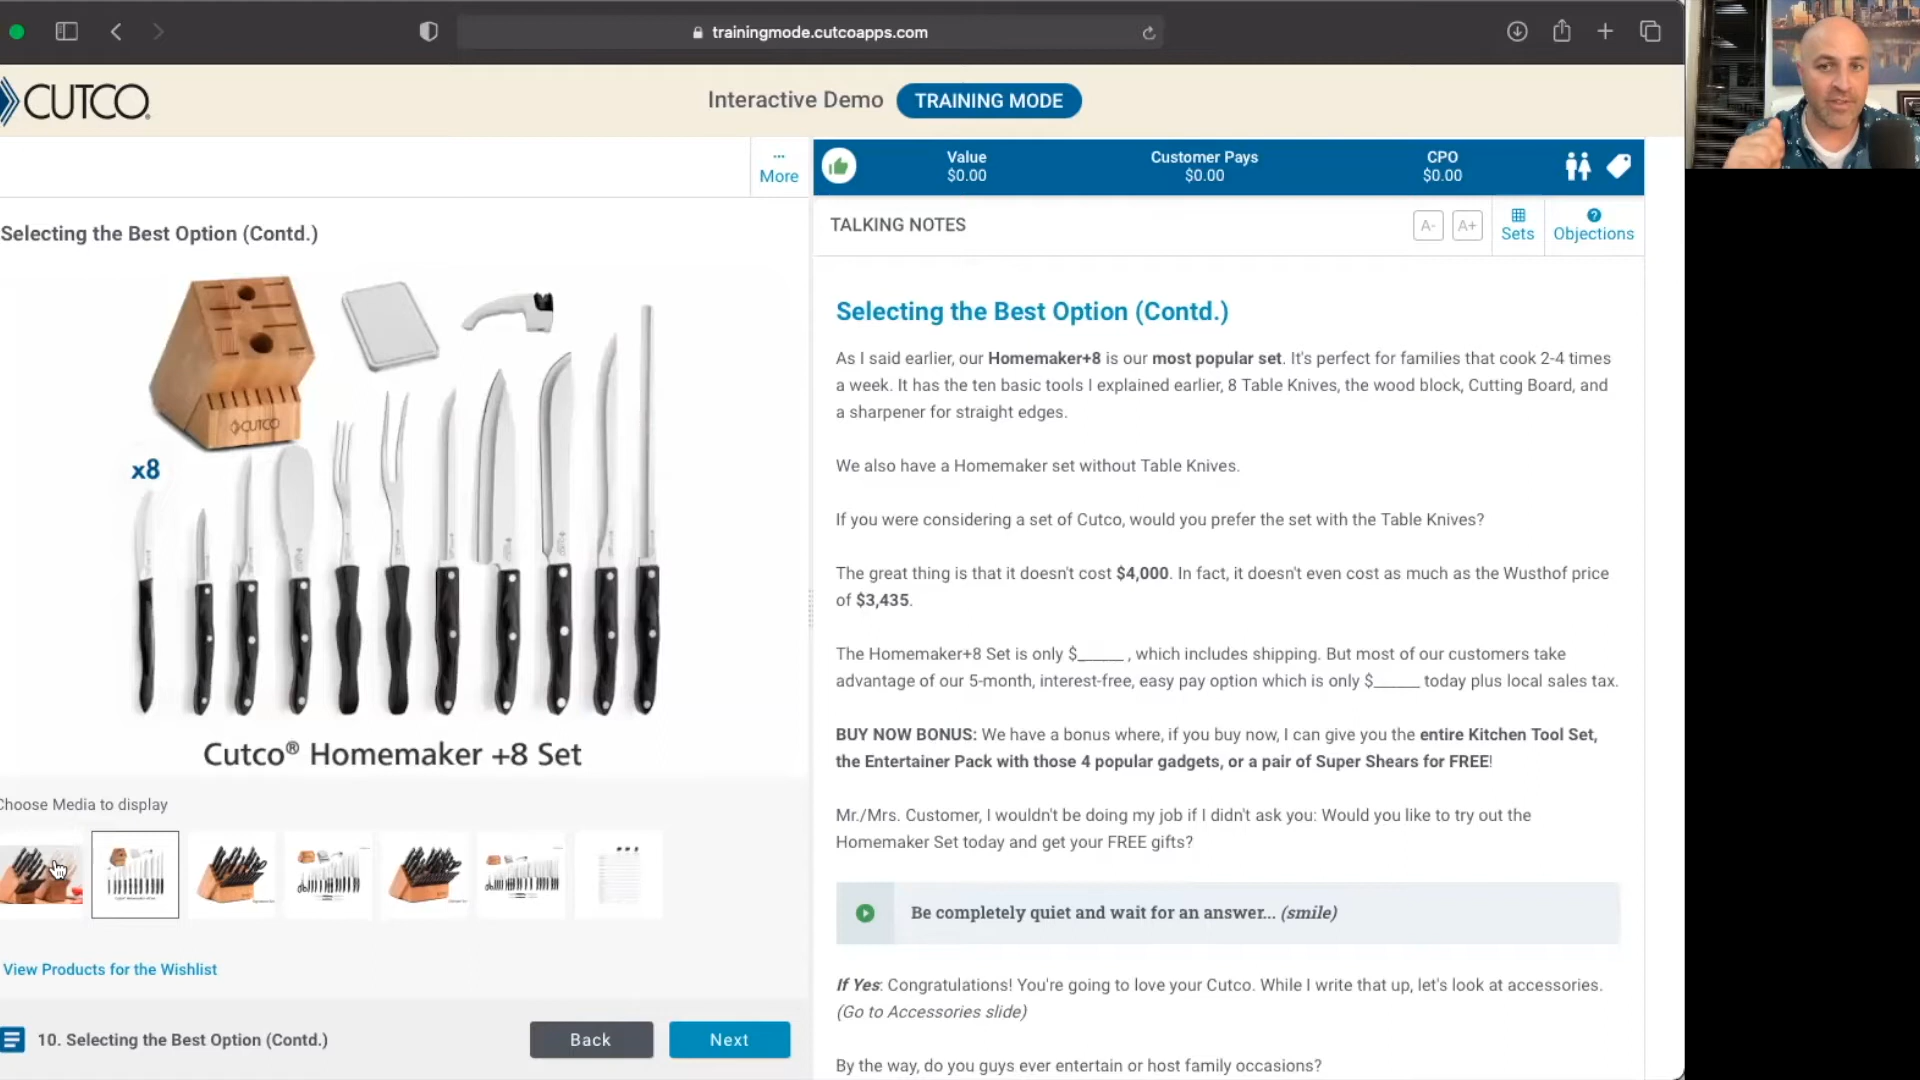 trainingmode.cutcoapps.com
CUTCO
Interactive Demo
TRAINING MODE
...
More
Value
$0.00
Customer Pays
$0.00
CPO
$0.00
Selecting the Best Option (Contd.)
TALKING NOTES
A-
A+
Sets
Objections
CUTCO
x8
Cutco® Homemaker +8 Set
Choose Media to display
View Products for the Wishlist
10. Selecting the Best Option (Contd.)
Back
Next
Selecting the Best Option (Contd.)
As I said earlier, our Homemaker+8 is our most popular set. It's perfect for families that cook 2-4 times
a week. It has the ten basic tools I explained earlier, 8 Table Knives, the wood block, Cutting Board, and
a sharpener for straight edges.
We also have a Homemaker set without Table Knives.
If you were considering a set of Cutco, would you prefer the set with the Table Knives?
The great thing is that it doesn't cost $4,000. In fact, it doesn't even cost as much as the Wusthof price
of $3,435.
The Homemaker+8 Set is only $_____ , which includes shipping. But most of our customers take
advantage of our 5-month, interest-free, easy pay option which is only $_____ today plus local sales tax.
BUY NOW BONUS: We have a bonus where, if you buy now, I can give you the entire Kitchen Tool Set,
the Entertainer Pack with those 4 popular gadgets, or a pair of Super Shears for FREE!
Mr./Mrs. Customer, I wouldn't be doing my job if I didn't ask you: Would you like to try out the
Homemaker Set today and get your FREE gifts?
Be completely quiet and wait for an answer... (smile)
If Yes: Congratulations! You're going to love your Cutco. While I write that up, let's look at accessories.
(Go to Accessories slide)
By the way, do you guys ever entertain or host family occasions?